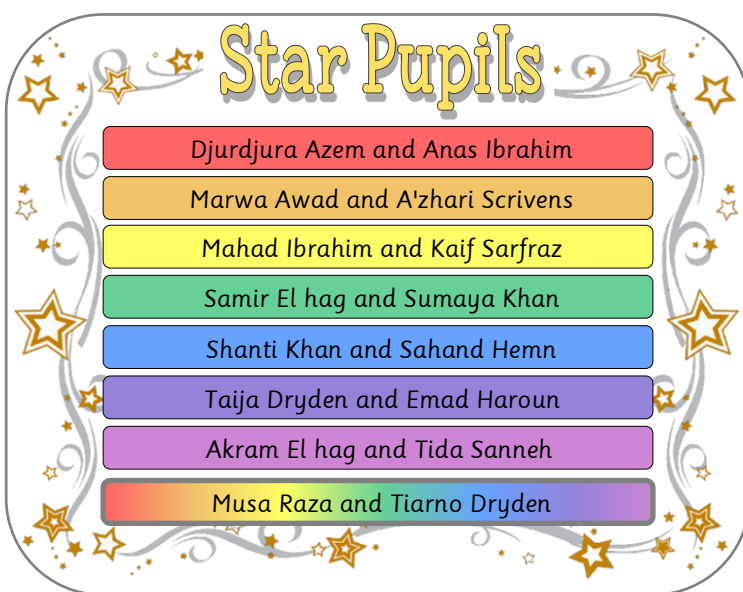 Star Pupils
Djurdjura Azem and Anas Ibrahim
Marwa Awad and A'zhari Scrivens
Mahad Ibrahim and Kaif Sarfraz
Samir El hag and Sumaya Khan
Shanti Khan and Sahand Hemn
Taija Dryden and Emad Haroun
Akram El hag and Tida Sanneh
Musa Raza and Tiarno Dryden